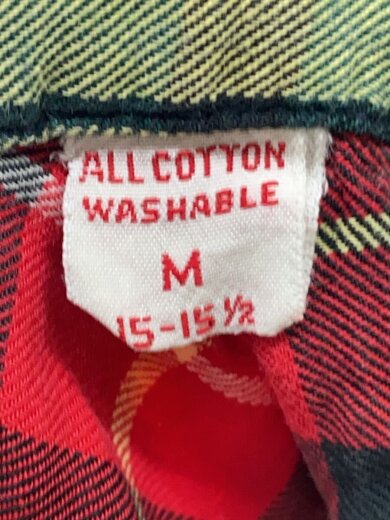 ALL COTTON
WASHABLE
M
15-15½